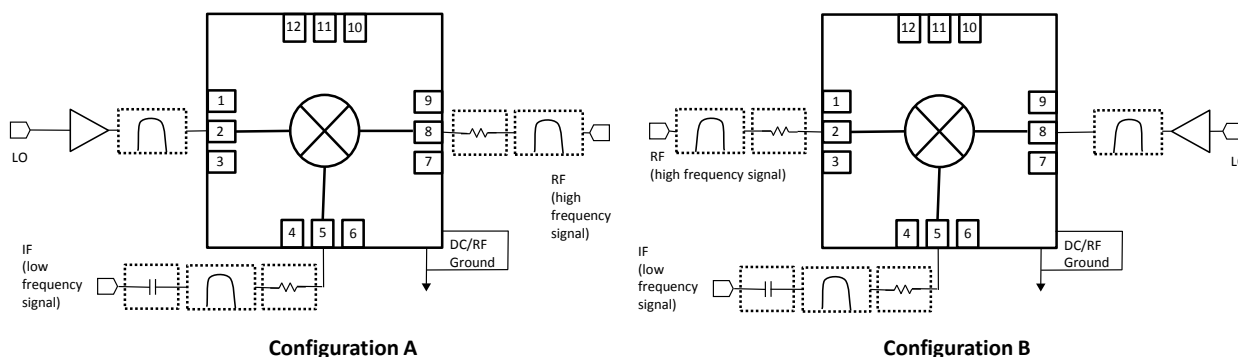 12 11 10
1
2
3
9
8
7
4 5 6
LO
RF
(high
frequency
signal)
IF
(low
frequency
signal)
DC/RF
Ground
Configuration A
12 11 10
1
2
3
9
8
7
4 5 6
RF
(high frequency signal)
IF
(low
frequency
signal)
DC/RF
Ground
Configuration B